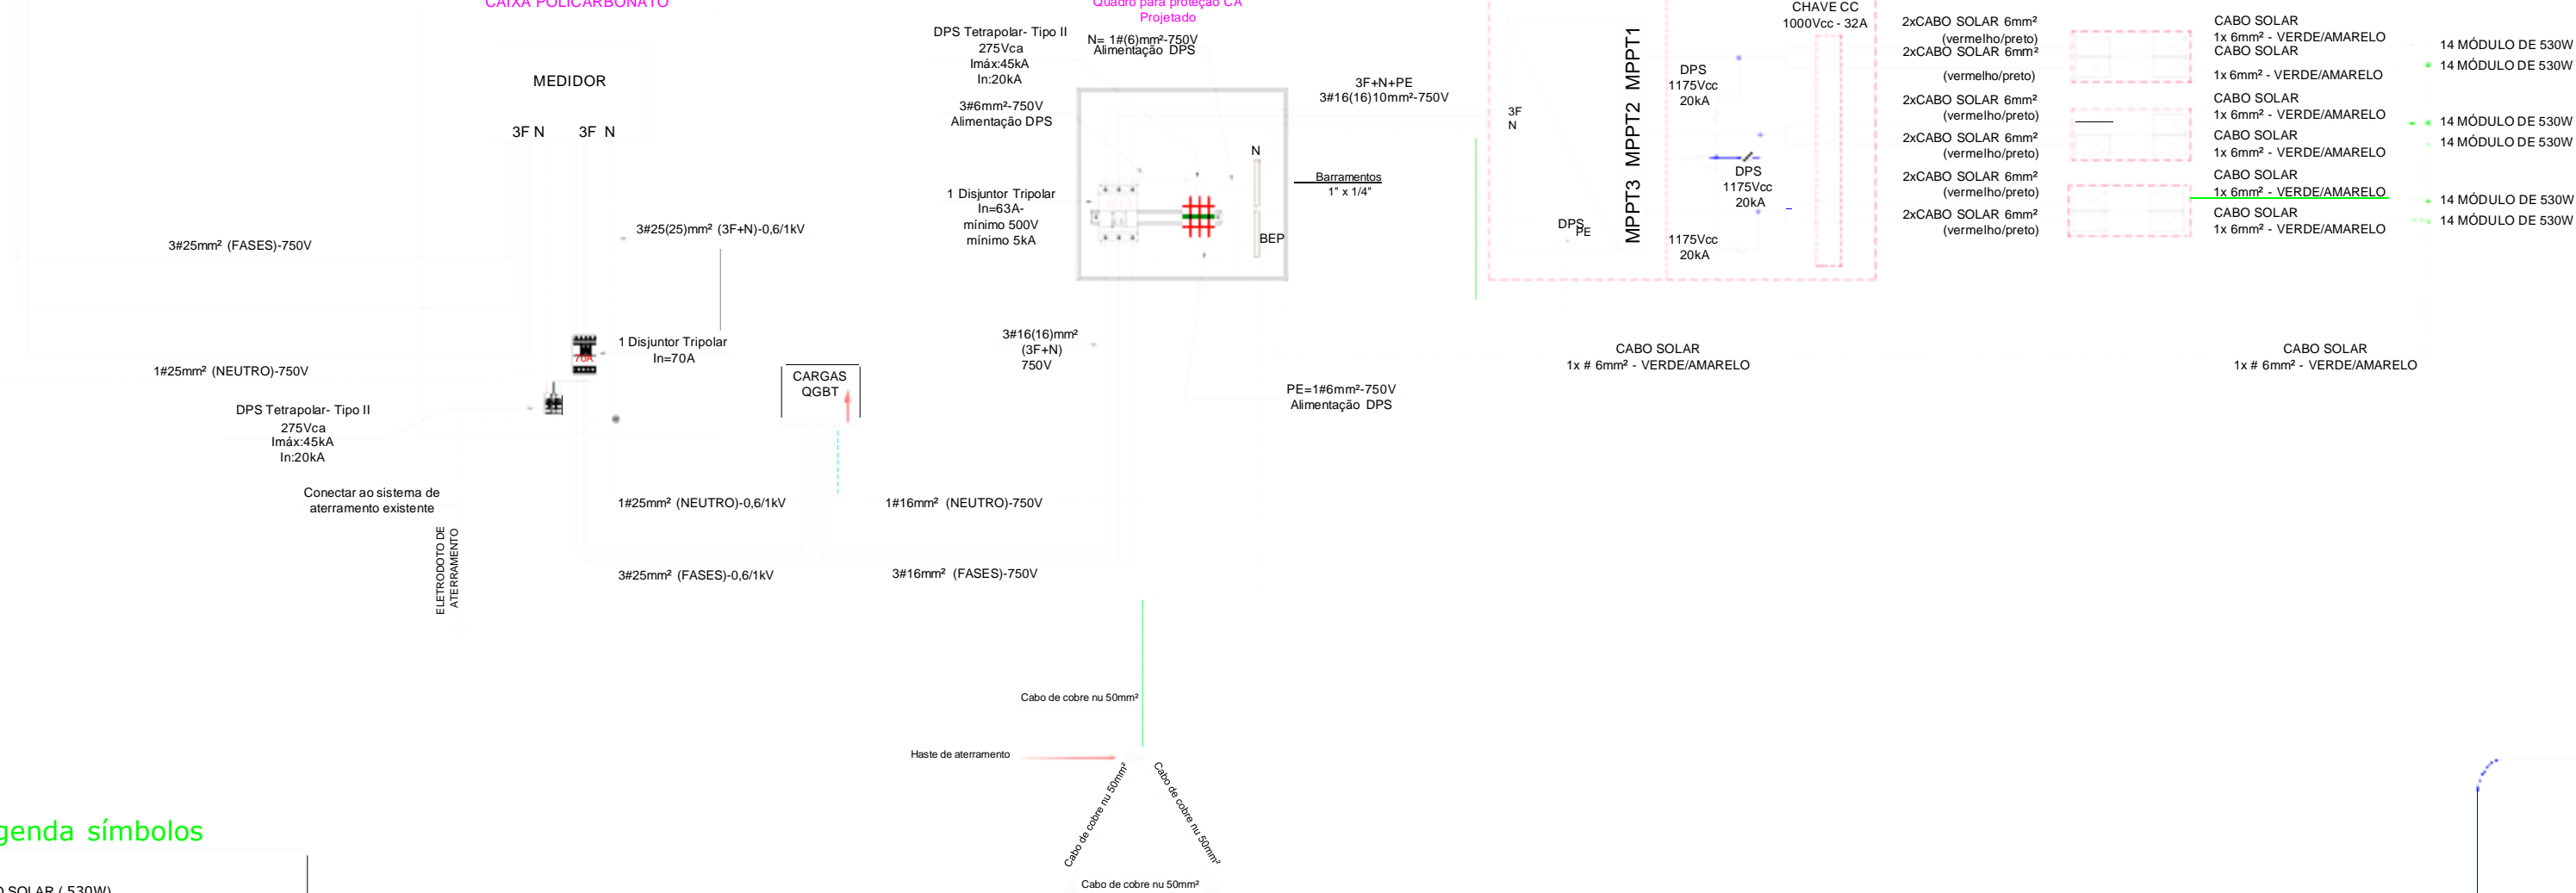 CAIXA POLICARBONATO
MEDIDOR
3F N
3F N
3#25mm² (FASES)-750V
1#25mm² (NEUTRO)-750V
3#25(25)mm² (3F+N)-0,6/1kV
70A
1 Disjuntor Tripolar
In=70A
DPS Tetrapolar- Tipo II
275Vca
Imáx:45kA
In:20kA
Conectar ao sistema de
aterramento existente
ELETRODOTO DE
ATERRAMENTO
CARGAS
QGBT
1#25mm² (NEUTRO)-0,6/1kV
3#25mm² (FASES)-0,6/1kV
1#16mm² (NEUTRO)-750V
3#16mm² (FASES)-750V
Quadro para proteção CA
Projetado
DPS Tetrapolar- Tipo II
275Vca
Imáx:45kA
In:20kA
N= 1#(6)mm²-750V
Alimentação DPS
3#6mm²-750V
Alimentação DPS
1 Disjuntor Tripolar
In=63A-
mínimo 500V
mínimo 5kA
N
BEP
Barramentos
1" x 1/4"
3F+N+PE
3#16(16)10mm²-750V
3#16(16)mm²
(3F+N)
750V
PE=1#6mm²-750V
Alimentação DPS
3F
N
DPS
PE
MPPT3 MPPT2 MPPT1
DPS
1175Vcc
20kA
DPS
1175Vcc
20kA
1175Vcc
20kA
CHAVE CC
1000Vcc - 32A
2xCABO SOLAR 6mm²
(vermelho/preto)
2xCABO SOLAR 6mm²
(vermelho/preto)
2xCABO SOLAR 6mm²
(vermelho/preto)
2xCABO SOLAR 6mm²
(vermelho/preto)
2xCABO SOLAR 6mm²
(vermelho/preto)
2xCABO SOLAR 6mm²
(vermelho/preto)
CABO SOLAR
1x 6mm² - VERDE/AMARELO
CABO SOLAR
1x 6mm² - VERDE/AMARELO
CABO SOLAR
1x 6mm² - VERDE/AMARELO
CABO SOLAR
1x 6mm² - VERDE/AMARELO
CABO SOLAR
1x 6mm² - VERDE/AMARELO
CABO SOLAR
1x 6mm² - VERDE/AMARELO
14 MÓDULO DE 530W
14 MÓDULO DE 530W
14 MÓDULO DE 530W
14 MÓDULO DE 530W
14 MÓDULO DE 530W
14 MÓDULO DE 530W
CABO SOLAR
1x # 6mm² - VERDE/AMARELO
CABO SOLAR
1x # 6mm² - VERDE/AMARELO
Cabo de cobre nu 50mm²
Haste de aterramento
Cabo de cobre nu 50mm²
Cabo de cobre nu 50mm²
Cabo de cobre nu 50mm²
genda símbolos
O SOLAR ( 530W)